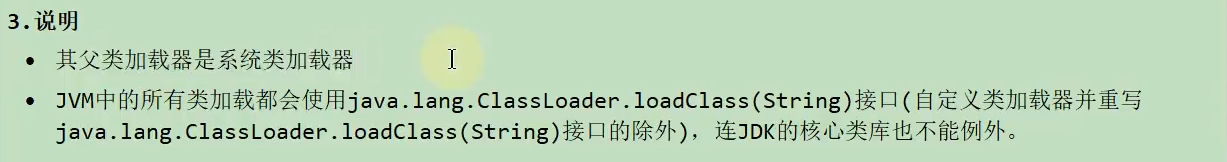 3.说明
• 其父类加载器是系统类加载器
• JVM中的所有类加载都会使用java.lang.ClassLoader.loadClass(String)接口(自定义类加载器并重写
java.lang.ClassLoader.loadClass(String)接口的除外)，连JDK的核心类库也不能例外。